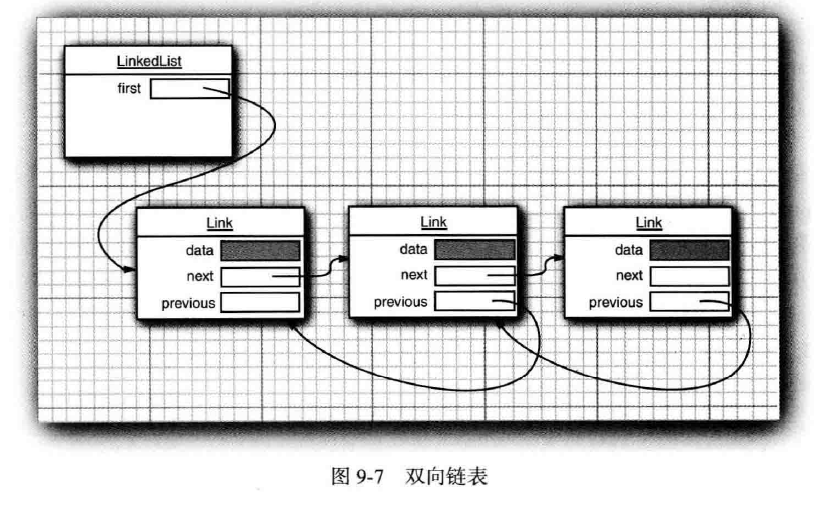 LinkedList
first
Link
data
next
previous
Link
data
next
previous
Link
data
next
previous
图 9-7 双向链表